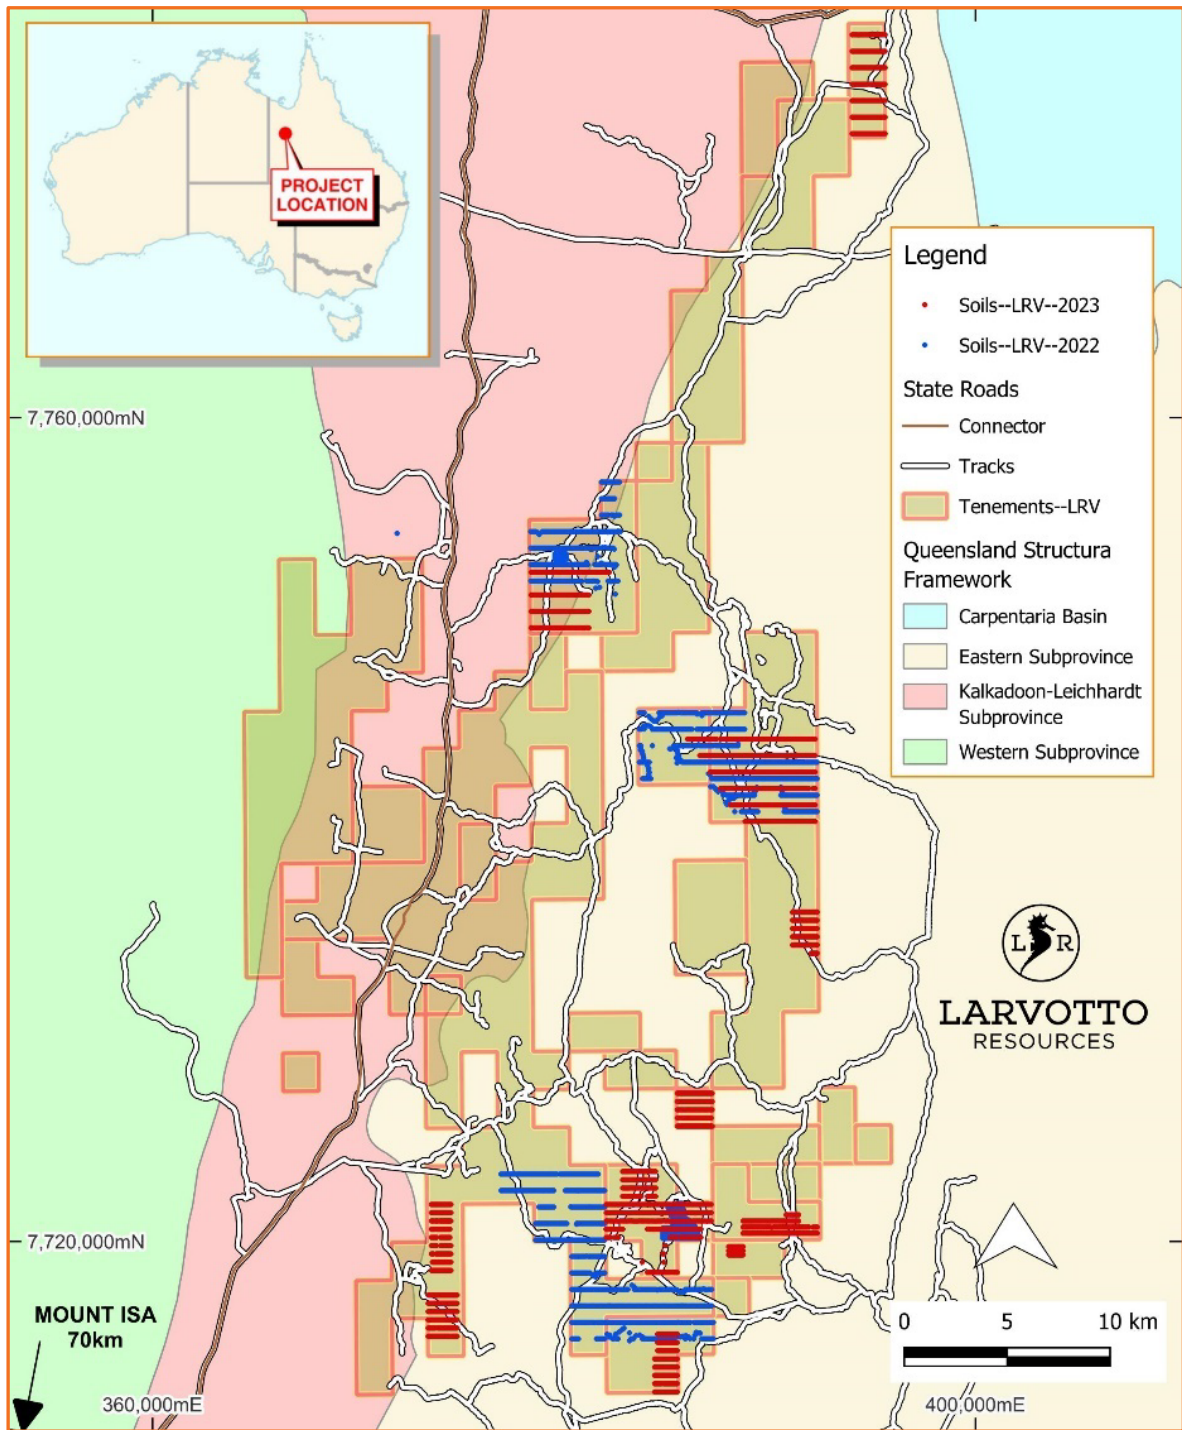 PROJECT
LOCATION
Legend
Soils--LRV--2023
Soils--LRV--2022
State Roads
Connector
Tracks
Tenements--LRV
Queensland Structura
Framework
Carpentaria Basin
Eastern Subprovince
Kalkadoon-Leichhardt
Subprovince
Western Subprovince
7,760,000mN
L R
LARVOTTO
RESOURCES
7,720,000mN
MOUNT ISA
70km
0 5 10 km
360,000mE
400,000mE